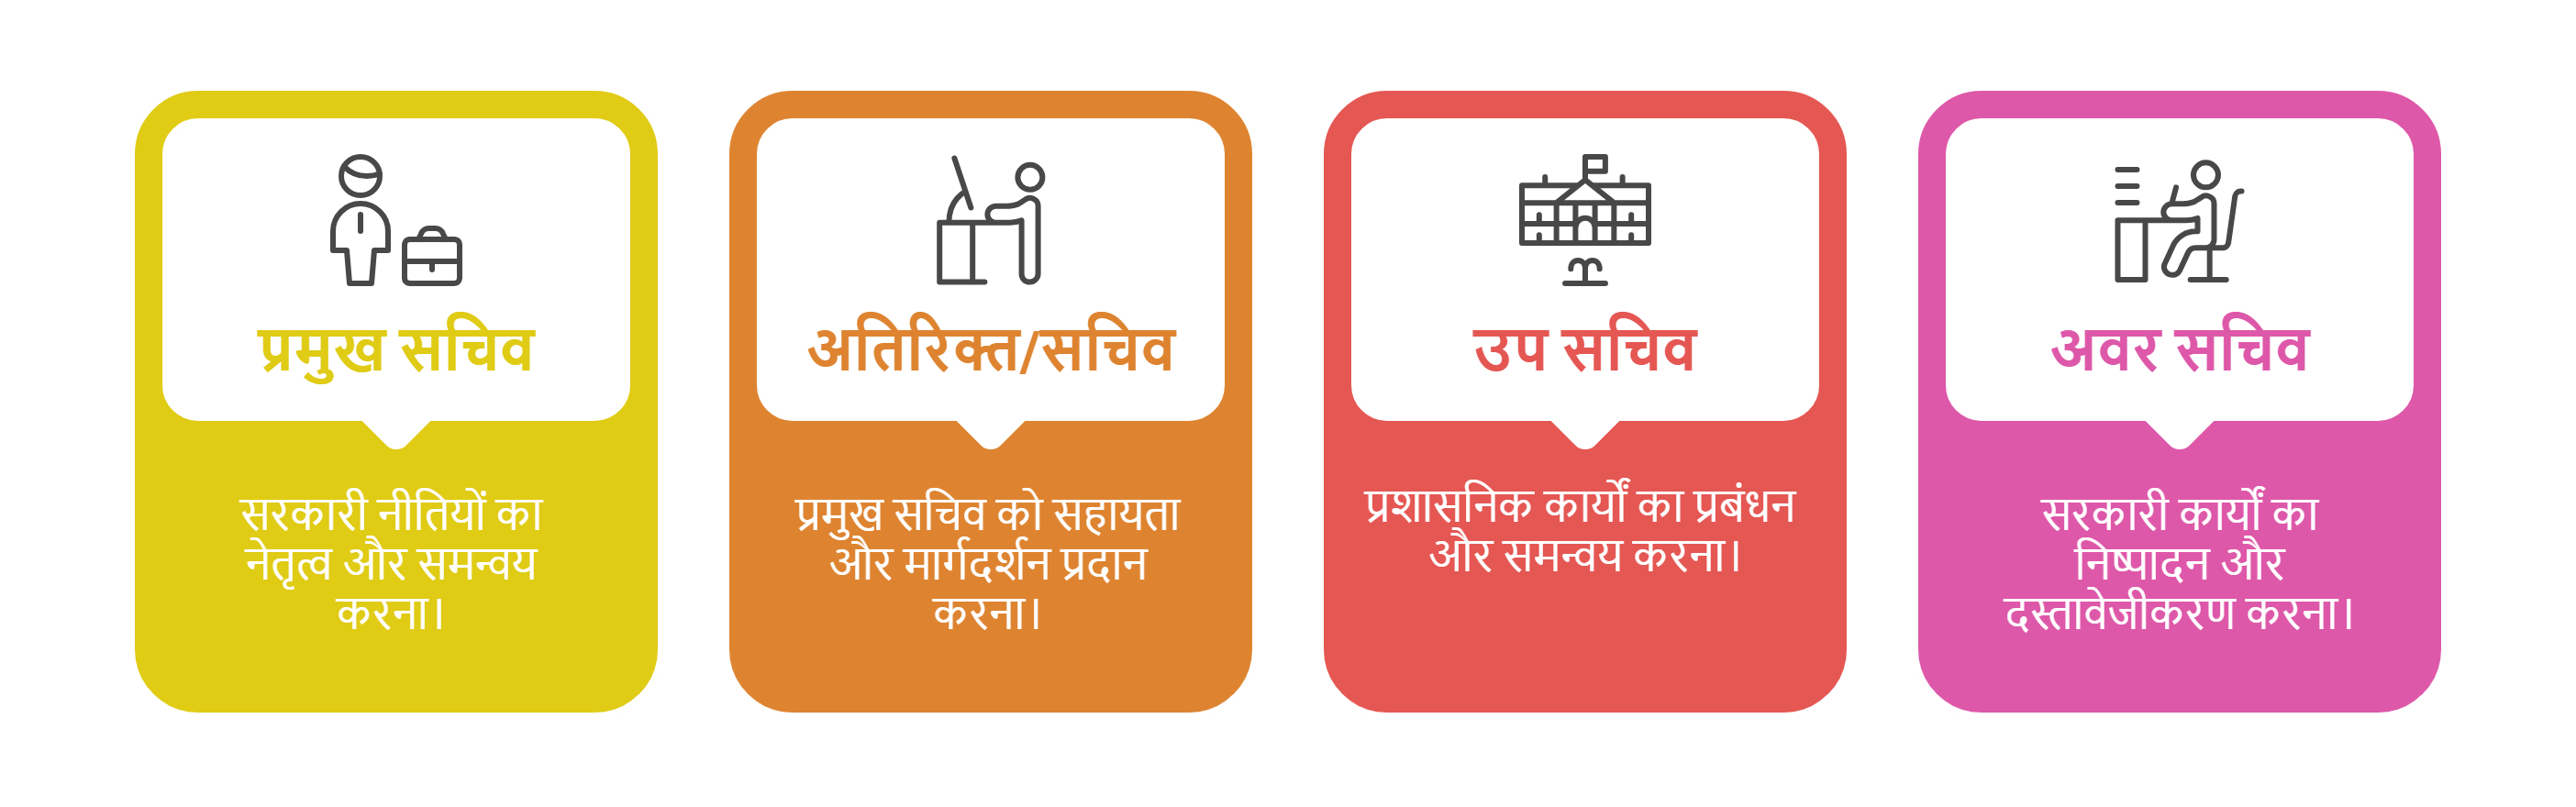 प्रमुख सचिव
सरकारी नीतियों का
नेतृत्व और समन्वय
करना।
अतिरिक्त/सचिव
प्रमुख सचिव को सहायता
और मार्गदर्शन प्रदान
करना।
उप सचिव
प्रशासनिक कार्यों का प्रबंधन
और समन्वय करना।
अवर सचिव
सरकारी कार्यों का
निष्पादन और
दस्तावेजीकरण करना।